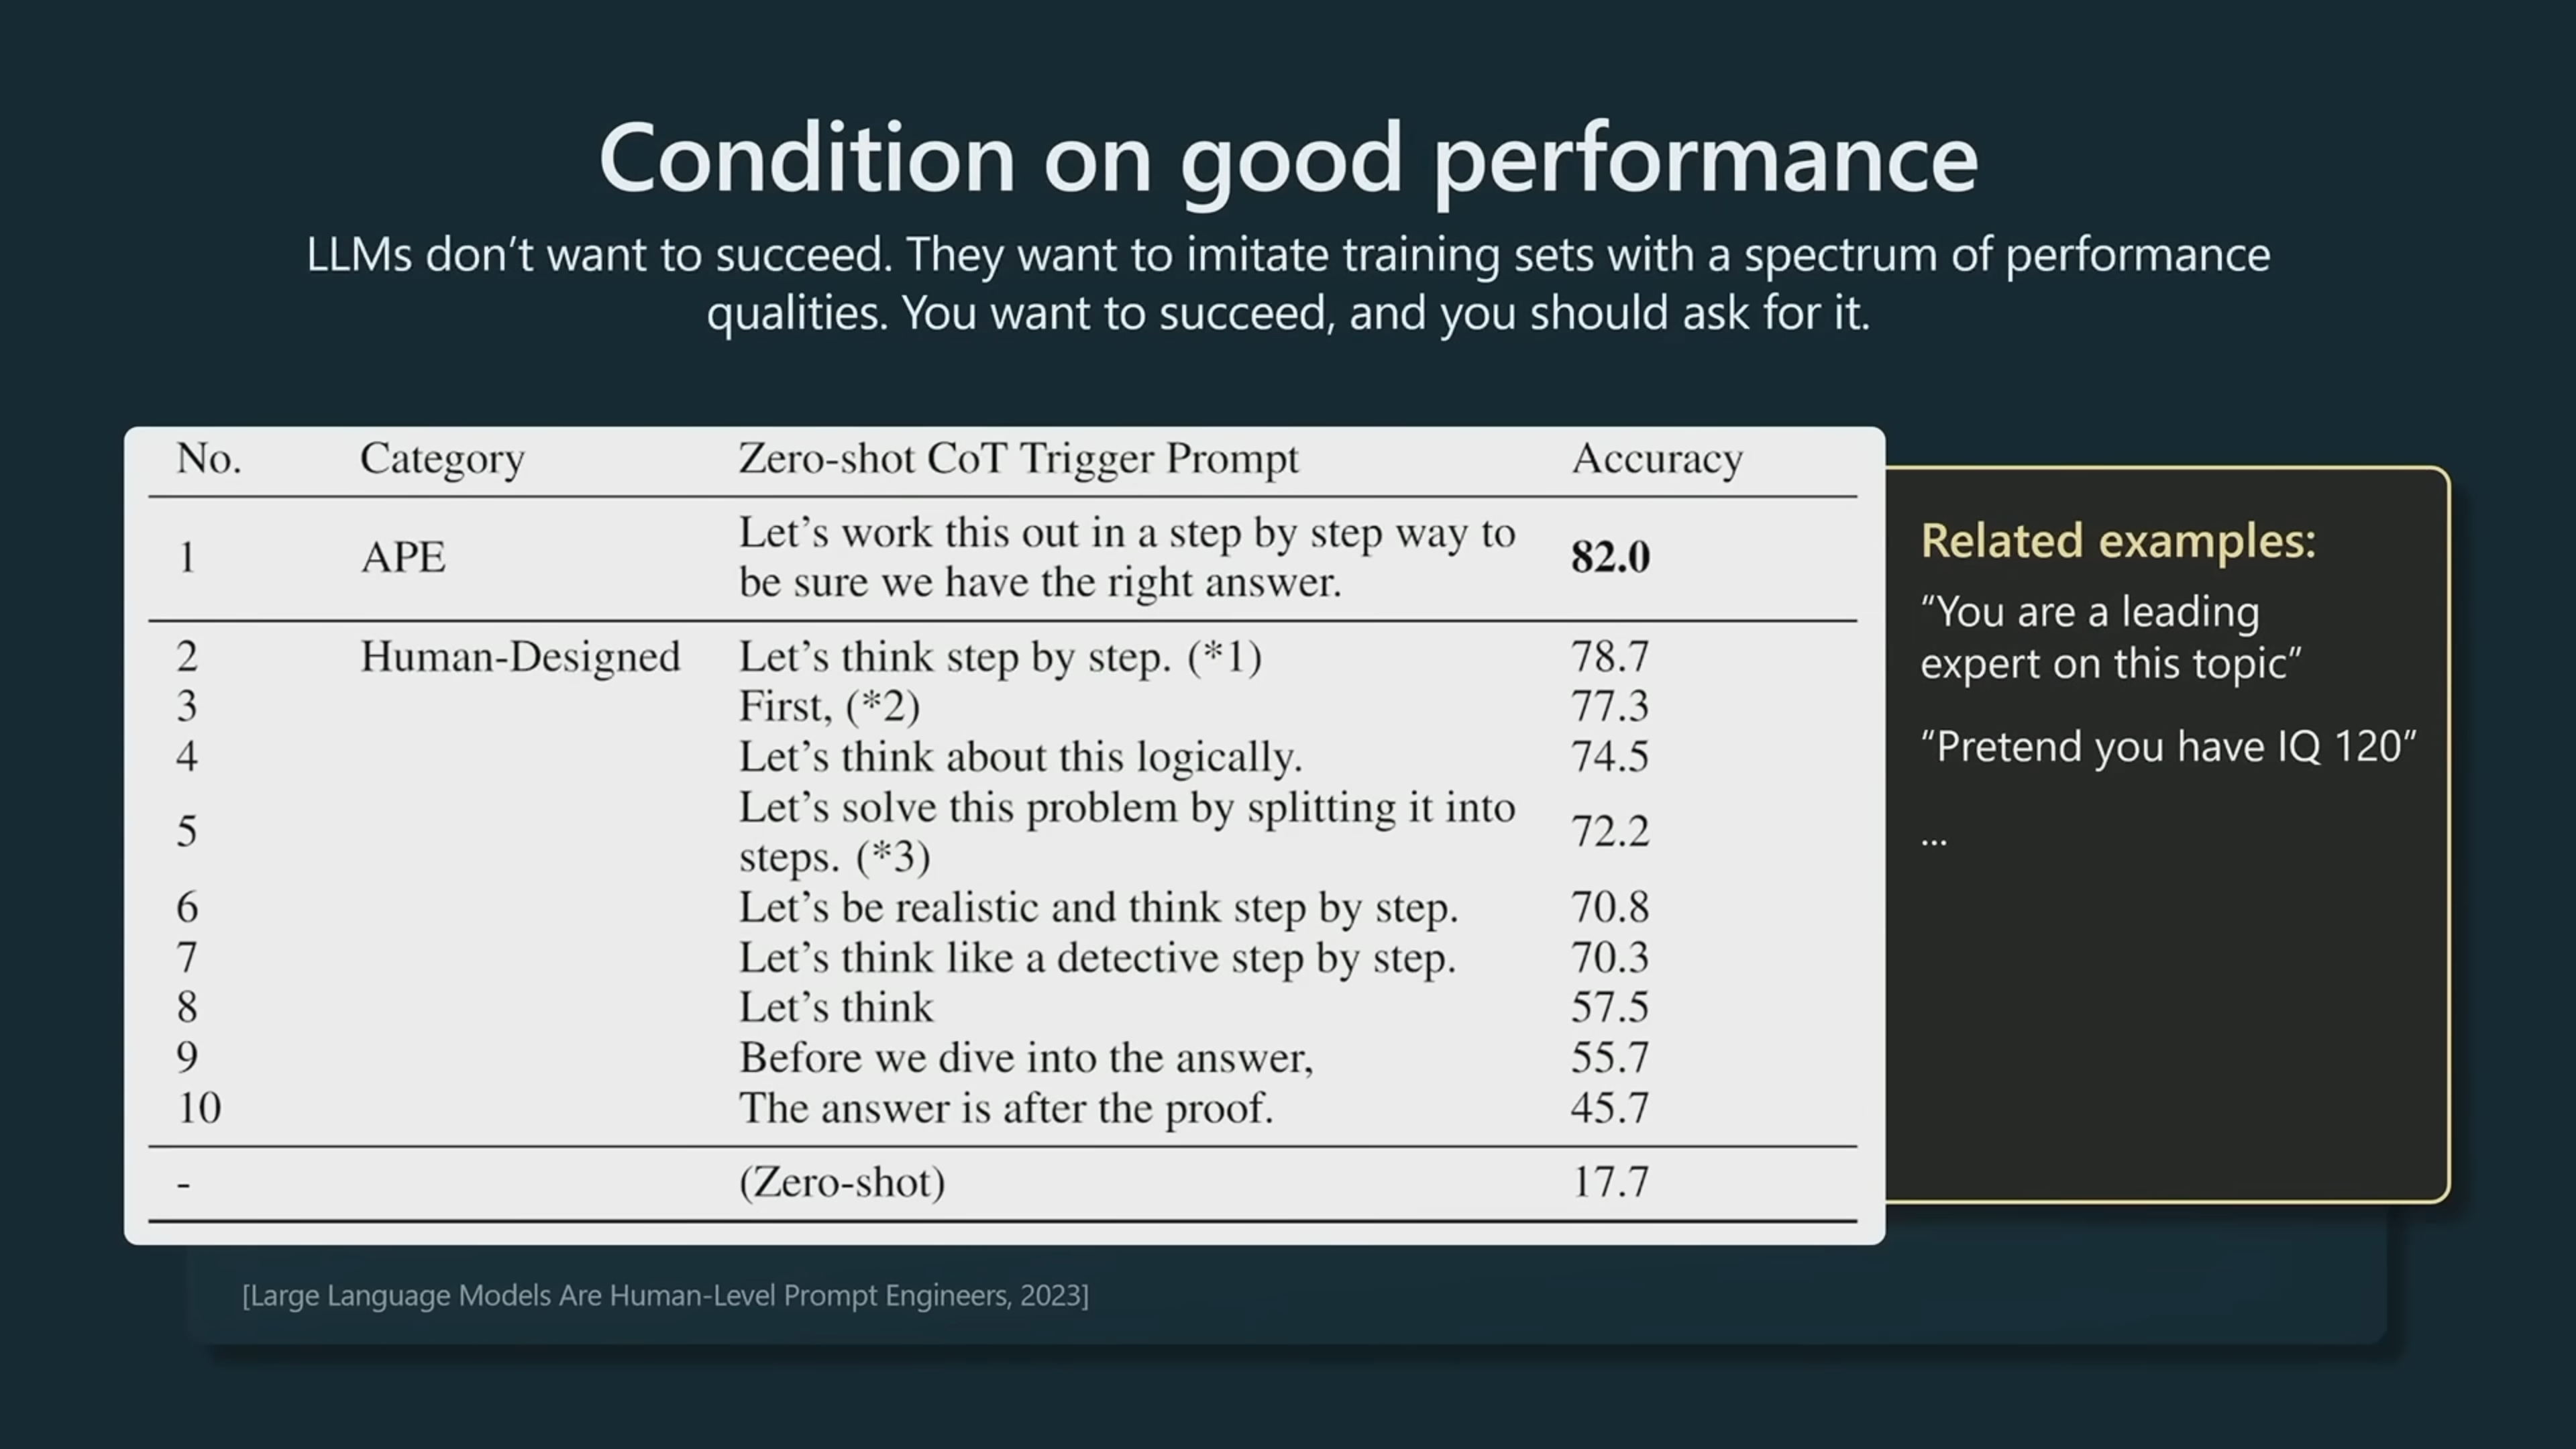 Condition on good performance
LLMs don’t want to succeed. They want to imitate training sets with a spectrum of performance
qualities. You want to succeed, and you should ask for it.
No. Category Zero-shot CoT Trigger Prompt Accuracy
1 APE Let’s work this out in a step by step way to
be sure we have the right answer. 82.0
2 Human-Designed Let’s think step by step. (*1) 78.7
3 First, (*2) 77.3
4 Let’s think about this logically. 74.5
5 Let’s solve this problem by splitting it into
steps. (*3) 72.2
6 Let’s be realistic and think step by step. 70.8
7 Let’s think like a detective step by step. 70.3
8 Let’s think 57.5
9 Before we dive into the answer, 55.7
10 The answer is after the proof. 45.7
- (Zero-shot) 17.7
Related examples:
“You are a leading
expert on this topic”
“Pretend you have IQ 120”
...
[Large Language Models Are Human-Level Prompt Engineers, 2023]